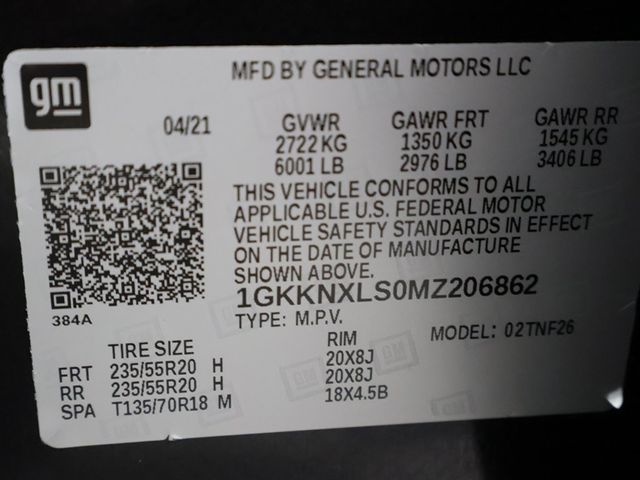 gm
MFD BY GENERAL MOTORS LLC
04/21 GVWR GAWR FRT GAWR RR
2722 KG 1350 KG 1545 KG
6001 LB 2976 LB 3406 LB
THIS VEHICLE CONFORMS TO ALL
APPLICABLE U.S. FEDERAL MOTOR
VEHICLE SAFETY STANDARDS IN EFFECT
ON THE DATE OF MANUFACTURE
SHOWN ABOVE.
1GKKNXLS0MZ206862
384A
TYPE: M.P.V. MODEL: 02TNF26
TIRE SIZE RIM
FRT 235/55R20 H 20X8J
RR 235/55R20 H 20X8J
SPA T135/70R18 M 18X4.5B